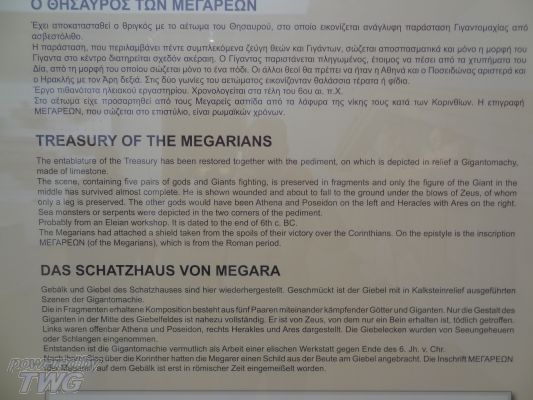 Ο ΘΗΣΑΥΡΟΣ ΤΩΝ ΜΕΓΑΡΕΩΝ
Έχει αποκατασταθεί ο θριγκός με το αέτωμα του Θησαυρού, στο οποίο εικονίζεται ανάγλυφη παράσταση Γιγαντομαχίας από
ασβεστόλιθο.
Η παράσταση, που περιλαμβάνει πέντε συμπλεκόμενα ζεύγη θεών και Γιγάντων, σώζεται αποσπασματικά και μόνο η μορφή του
Γίγαντα στο κέντρο διατηρείται σχεδόν ακέραιη. Ο Γίγαντας παριστάνεται πληγωμένος, έτοιμος να πέσει από τα χτυπήματα του
Δία, από τη μορφή του οποίου σώζεται μόνο το ένα πόδι. Οι άλλοι θεοί θα πρέπει να ήταν η Αθηνά και ο Ποσειδώνας αριστερά και
ο Ηρακλής με τον Άρη δεξιά. Στις δύο γωνίες του αετώματος εικονίζονταν θαλάσσια τέρατα ή φίδια.
Έργο πιθανότατα ηλειακού εργαστηρίου. Χρονολογείται στα τέλη του 6ου αι. π.Χ.
Στο αέτωμα είχε προσαρτηθεί από τους Μεγαρείς ασπίδα από τα λάφυρα της νίκης τους κατά των Κορινθίων. Η επιγραφή
ΜΕΓΑΡΕΩΝ, που σώζεται στο επιστύλιο, είναι ρωμαϊκών χρόνων.
TREASURY OF THE MEGARIANS
The entablature of the Treasury has been restored together with the pediment, on which is depicted in relief a Gigantomachy,
made of limestone.
The scene, containing five pairs of gods and Giants fighting, is preserved in fragments and only the figure of the Giant in the
middle has survived almost complete. He is shown wounded and about to fall to the ground under the blows of Zeus, of whom
only a leg is preserved. The other gods would have been Athena and Poseidon on the left and Heracles with Ares on the right.
Sea monsters or serpents were depicted in the two corners of the pediment.
Probably from an Eleian workshop. It is dated to the end of 6th c. BC.
The Megarians had attached a shield taken from the spoils of their victory over the Corinthians. On the epistyle is the inscription
ΜΕΓΑΡΕΩΝ (of the Megarians), which is from the Roman period.
DAS SCHATZHAUS VON MEGARA
Gebälk und Giebel des Schatzhauses sind hier wiederhergestellt. Geschmückt ist der Giebel mit in Kalksteinrelief ausgeführten
Szenen der Gigantomachie.
Die in Fragmenten erhaltene Komposition besteht aus fünf Paaren miteinander kämpfender Götter und Giganten. Nur die Gestalt des
Giganten in der Mitte des Giebelfeldes ist nahezu vollständig. Er ist von Zeus, von dem nur ein Bein erhalten ist, tödlich getroffen.
Links waren offenbar Athena und Poseidon, rechts Herakles und Ares dargestellt. Die Giebelecken wurden von Seeungeheuern
oder Schlangen eingenommen.
Entstanden ist die Gigantomachie vermutlich als Arbeit einer elischen Werkstatt gegen Ende des 6. Jh. v. Chr.
Nach ihrem Sieg über die Korinther hatten die Megarer einen Schild aus der Beute am Giebel angebracht. Die Inschrift ΜΕΓΑΡΕΩΝ
der Megarer auf dem Gebälk ist erst in römischer Zeit eingemeißelt worden.
POWERED BY
TWG